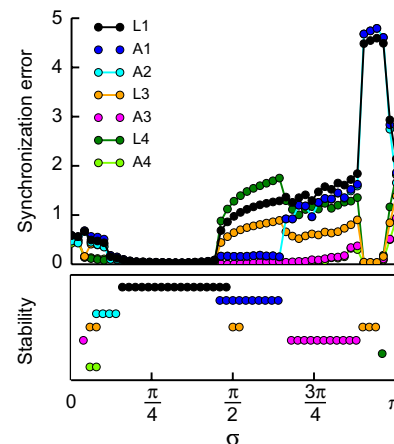 5
4
3
2
1
0
Synchronization error
L1
A1
A2
L3
A3
L4
A4
Stability
0
π/4
π/2
3π/4
π
σ